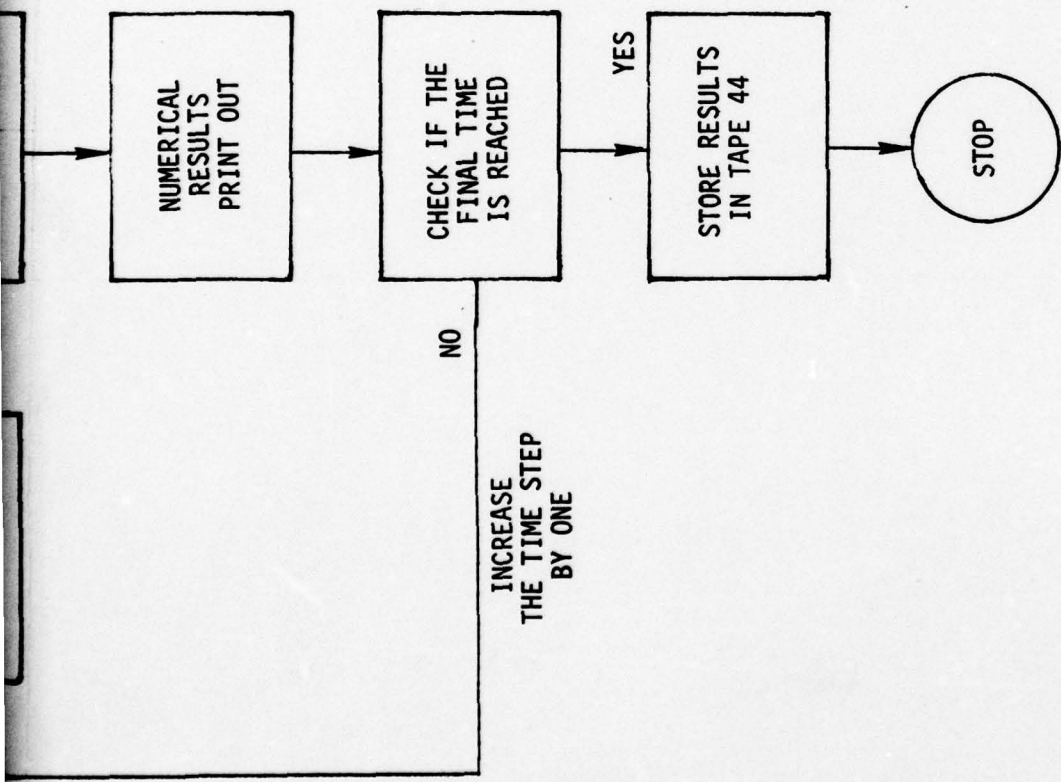 NUMERICAL
RESULTS
PRINT OUT
CHECK IF THE
FINAL TIME
IS REACHED
NO
INCREASE
THE TIME STEP
BY ONE
YES
STORE RESULTS
IN TAPE 44
STOP